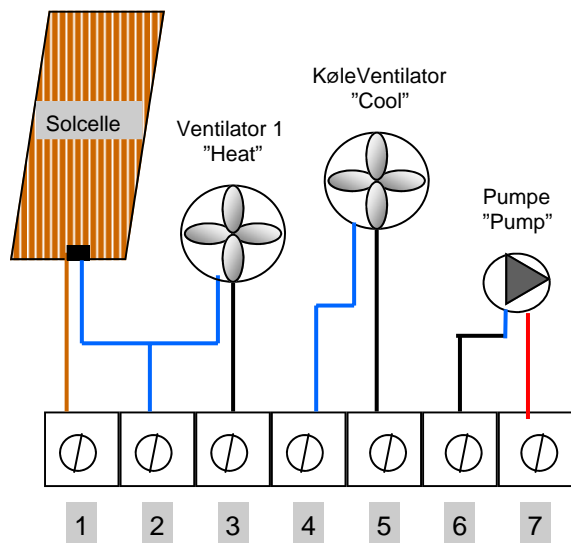 Solcelle
Ventilator 1
"Heat"
KøleVentilator
"Cool"
Pumpe
"Pump"
1 2 3 4 5 6 7